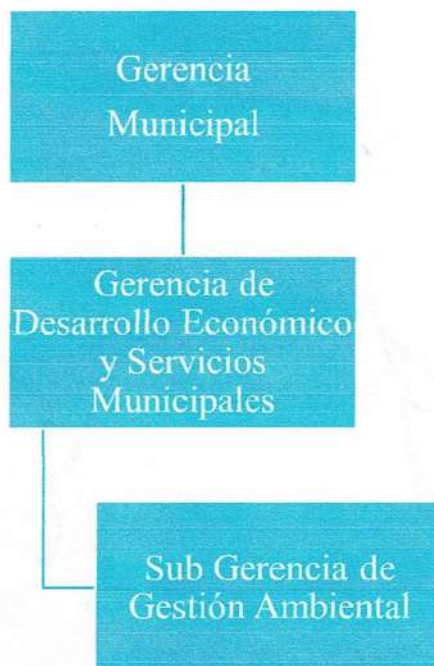 Gerencia
Municipal
Gerencia de
Desarrollo Económico
y Servicios
Municipales
Sub Gerencia de
Gestión Ambiental